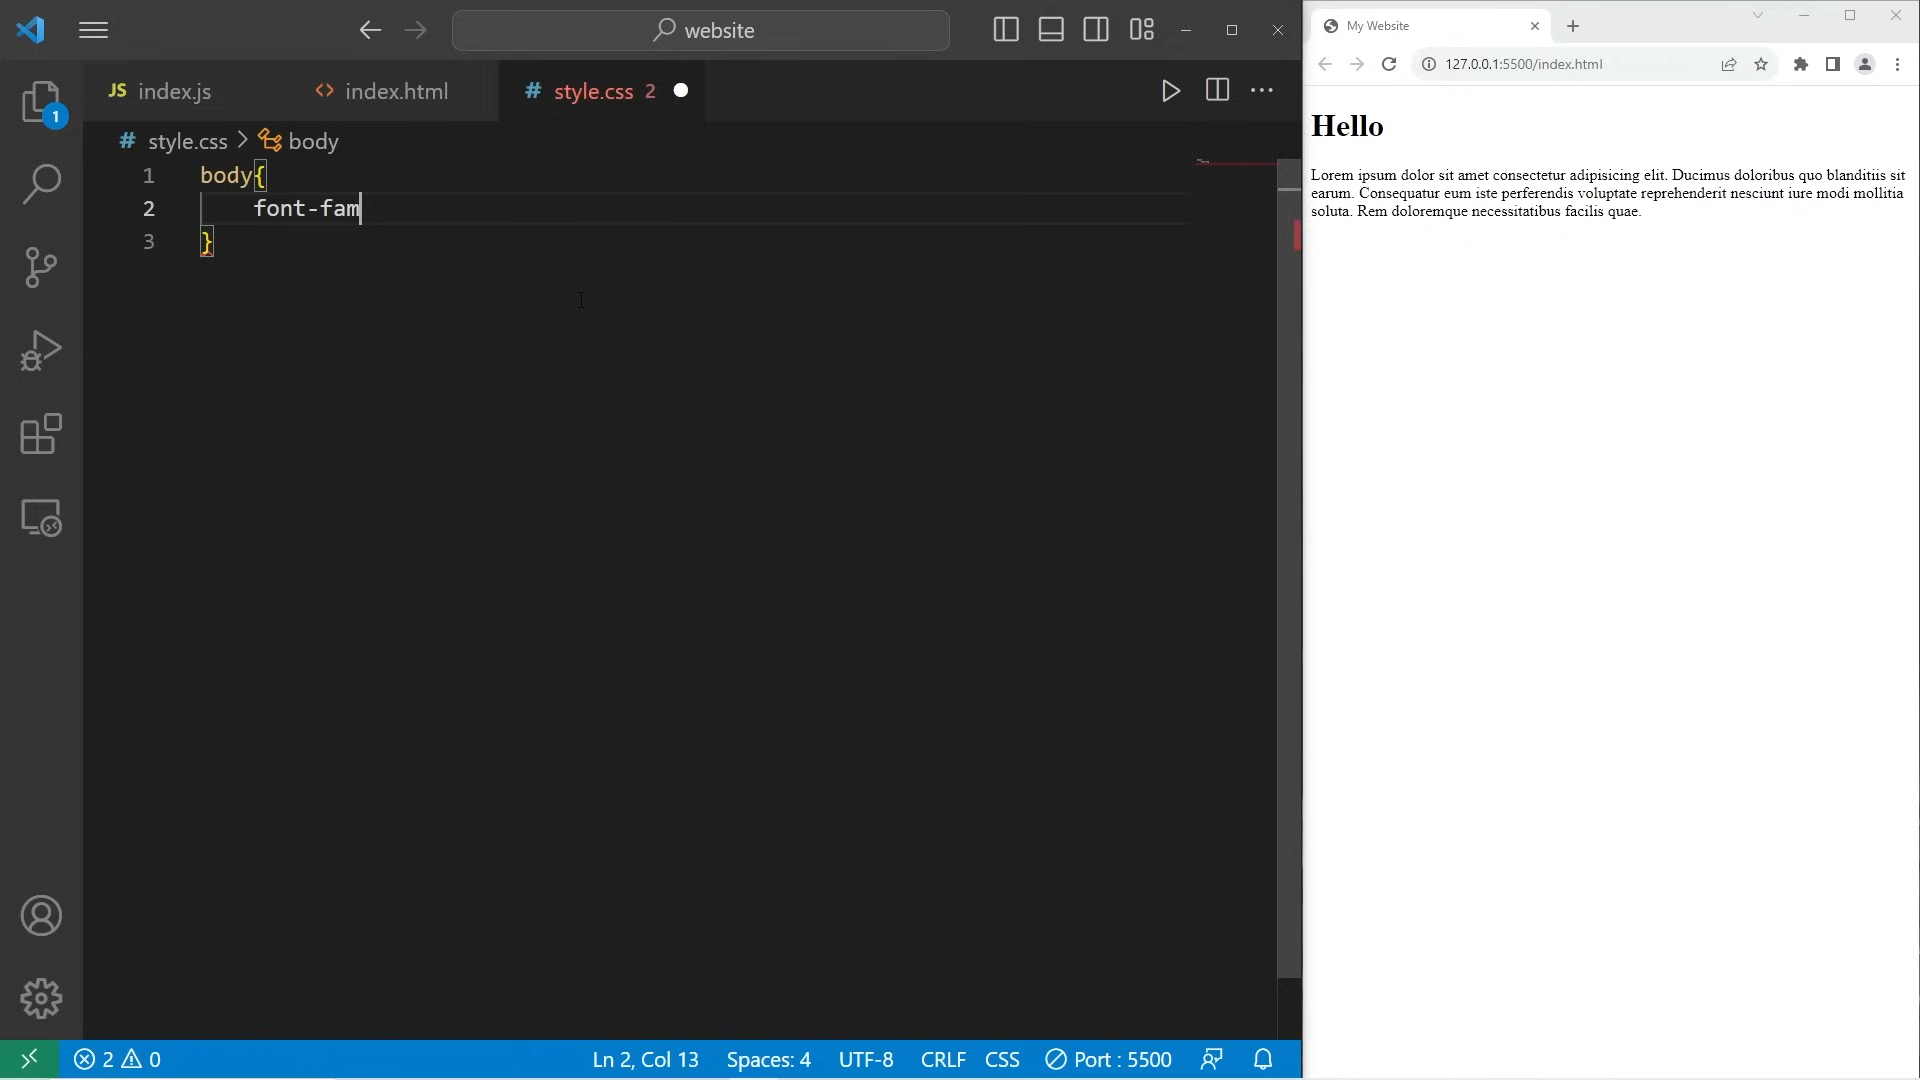 website
My Website
JS index.js
<> index.html
# style.css 2
127.0.0.1:5500/index.html
1
# style.css > body
1 body{
2 font-fam
3 }
Hello
Lorem ipsum dolor sit amet consectetur adipisicing elit. Ducimus doloribus quo blanditiis sit
earum. Consequatur eum iste perferendis voluptate reprehenderit nesciunt iure modi mollitia
soluta. Rem doloremque necessitatibus facilis quae.
2 0
Ln 2, Col 13
Spaces: 4
UTF-8
CRLF
CSS
Port : 5500